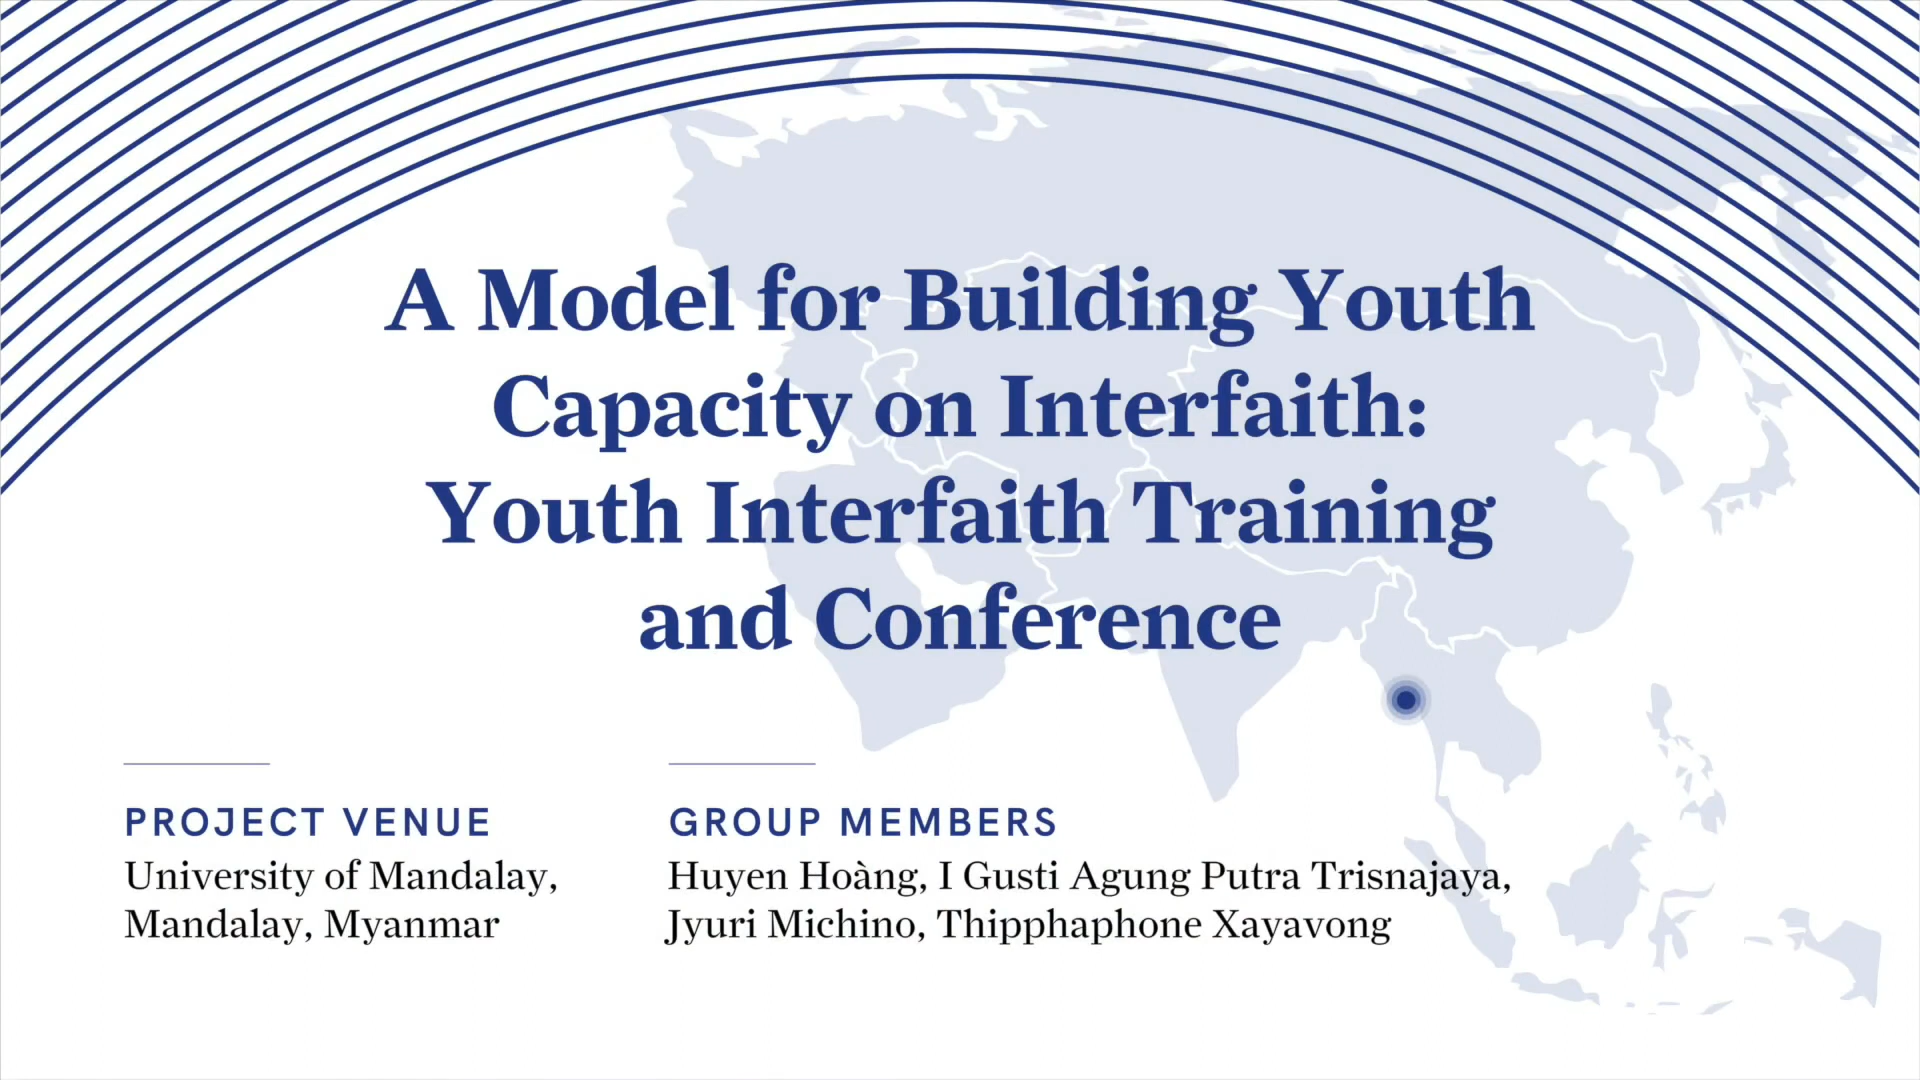 A Model for Building Youth
Capacity on Interfaith:
Youth Interfaith Training
and Conference
PROJECT VENUE
University of Mandalay,
Mandalay, Myanmar
GROUP MEMBERS
Huyen Hoàng, I Gusti Agung Putra Trisnajaya,
Jyuri Michino, Thipphaphone Xayavong